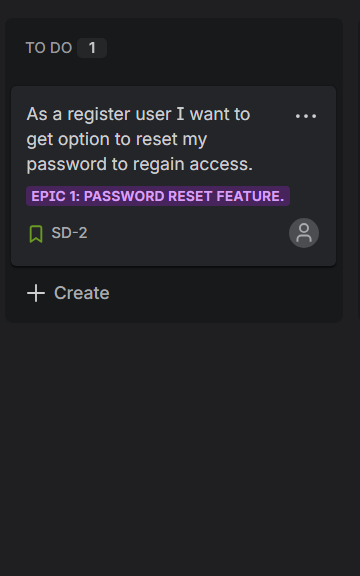 TO DO 1
As a register user I want to
get option to reset my
password to regain access.
EPIC 1: PASSWORD RESET FEATURE.
SD-2
Create